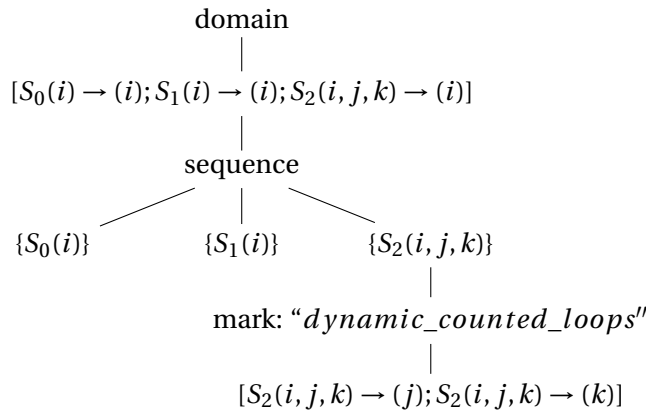 domain
[S₀(i) → (i); S₁(i) → (i); S₂(i, j, k) → (i)]
sequence
{S₀(i)} {S₁(i)} {S₂(i, j, k)}
mark: “dynamic_counted_loops″
[S₂(i, j, k) → (j); S₂(i, j, k) → (k)]